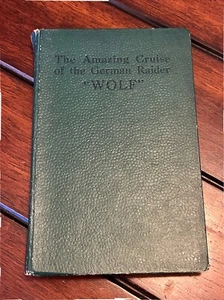 The Amazing Cruise
of the German Raider
"WOLF"